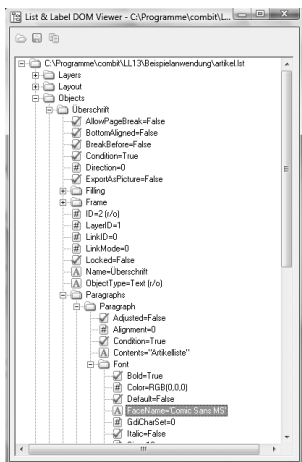 List & Label DOM Viewer - C:\Programme\combit\L...
C:\Programme\combit\LL13\Beispielanwendung\artikel.lst
Layers
Layout
Objects
Überschrift
AllowPageBreak=False
BottomAligned=False
BreakBefore=False
Condition=True
Direction=0
ExportAsPicture=False
Filling
Frame
ID=2 (r/o)
LayerID=1
LinkID=0
LinkMode=0
Locked=False
Name=Überschrift
ObjectType=Text (r/o)
Paragraphs
Paragraph
Adjusted=False
Alignment=0
Condition=True
Contents="Artikelliste"
Font
Bold=True
Color=RGB(0,0,0)
Default=False
FaceName='Comic Sans MS'
GdiCharSet=0
Italic=False